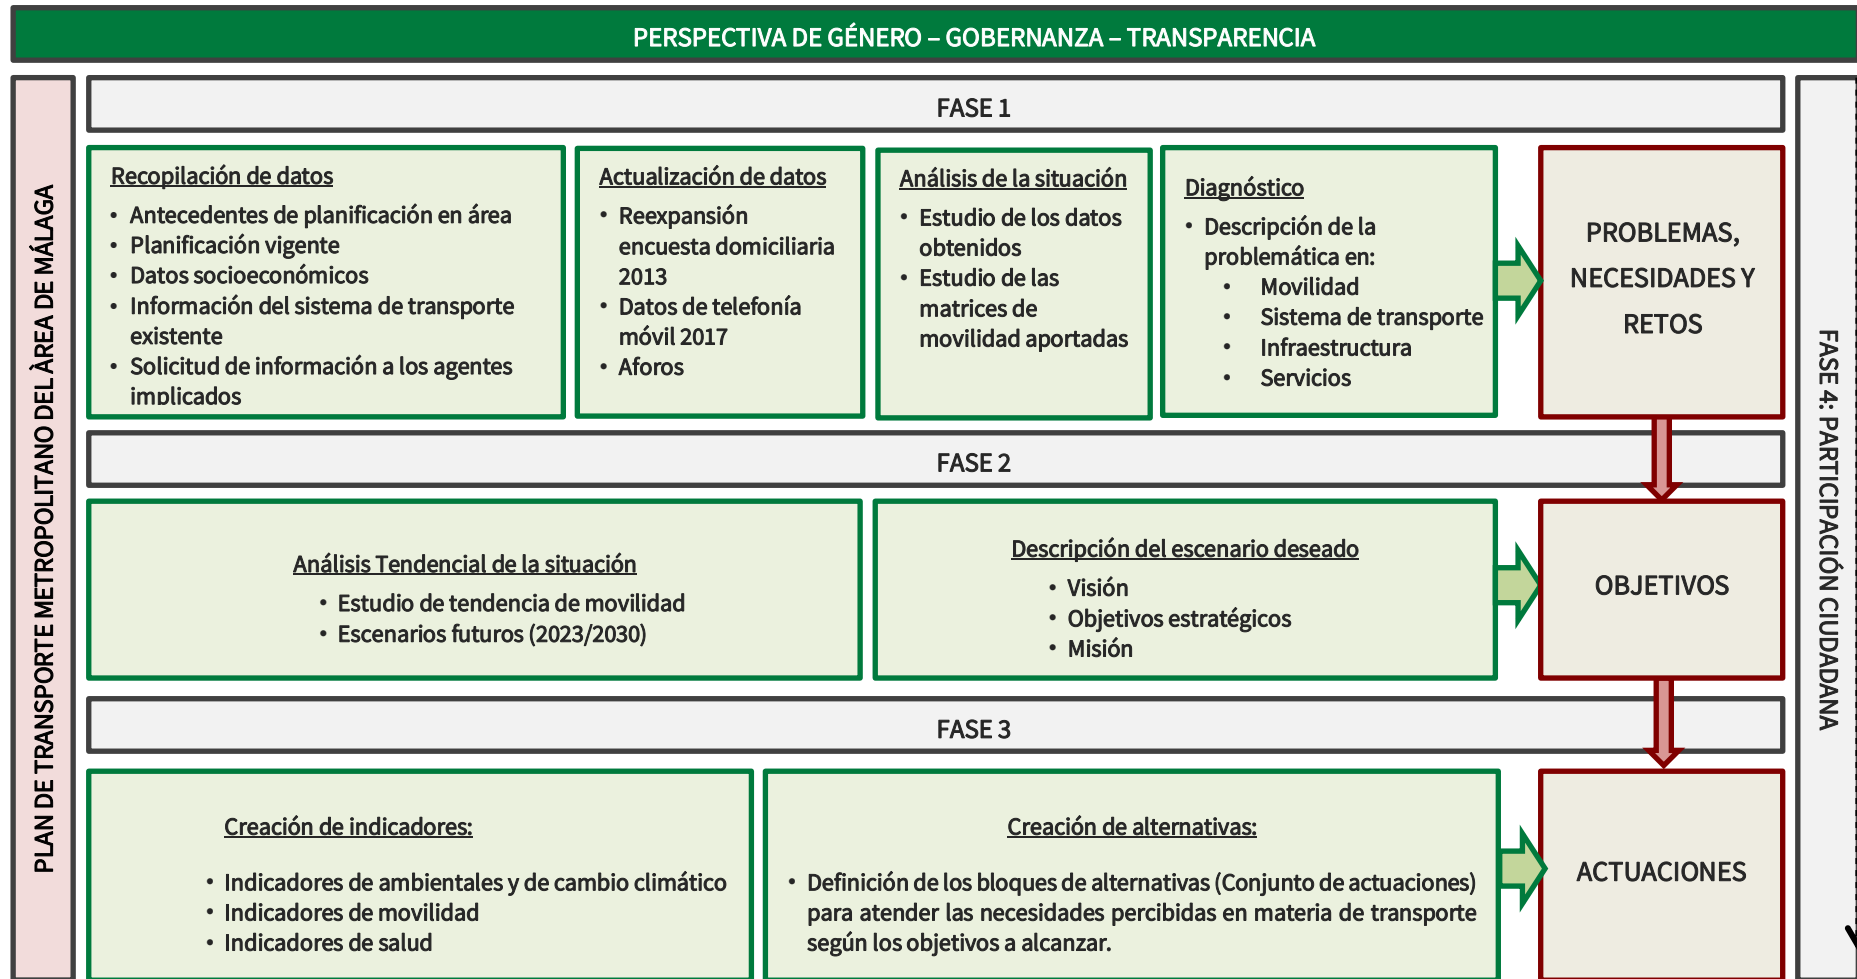 PERSPECTIVA DE GÉNERO – GOBERNANZA – TRANSPARENCIA
PLAN DE TRANSPORTE METROPOLITANO DEL ÀREA DE MÁLAGA
FASE 1
Recopilación de datos
• Antecedentes de planificación en área
• Planificación vigente
• Datos socioeconómicos
• Información del sistema de transporte
existente
• Solicitud de información a los agentes
implicados
Actualización de datos
• Reexpansión
encuesta domiciliaria
2013
• Datos de telefonía
móvil 2017
• Aforos
Análisis de la situación
• Estudio de los datos
obtenidos
• Estudio de las
matrices de
movilidad aportadas
Diagnóstico
• Descripción de la
problemática en:
• Movilidad
• Sistema de transporte
• Infraestructura
• Servicios
PROBLEMAS,
NECESIDADES Y
RETOS
FASE 2
Análisis Tendencial de la situación
• Estudio de tendencia de movilidad
• Escenarios futuros (2023/2030)
Descripción del escenario deseado
• Visión
• Objetivos estratégicos
• Misión
OBJETIVOS
FASE 3
Creación de indicadores:
• Indicadores de ambientales y de cambio climático
• Indicadores de movilidad
• Indicadores de salud
Creación de alternativas:
• Definición de los bloques de alternativas (Conjunto de actuaciones)
para atender las necesidades percibidas en materia de transporte
según los objetivos a alcanzar.
ACTUACIONES
FASE 4: PARTICIPACIÓN CIUDADANA